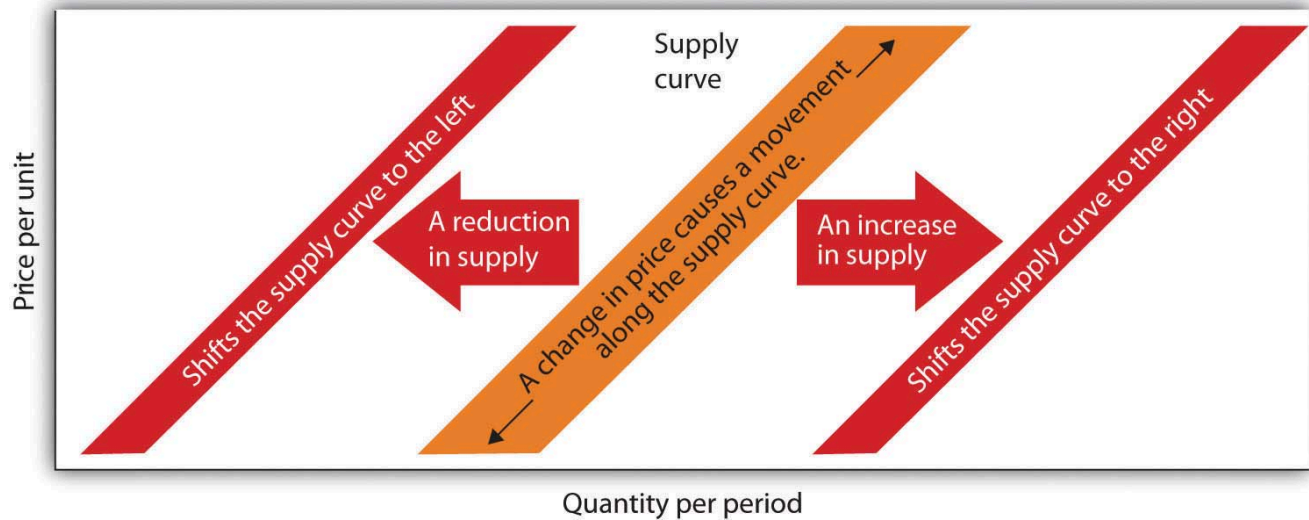 Supply
curve
Price per unit
Shifts the supply curve to the left
A reduction
in supply
A change in price causes a movement
along the supply curve.
An increase
in supply
Shifts the supply curve to the right
Quantity per period